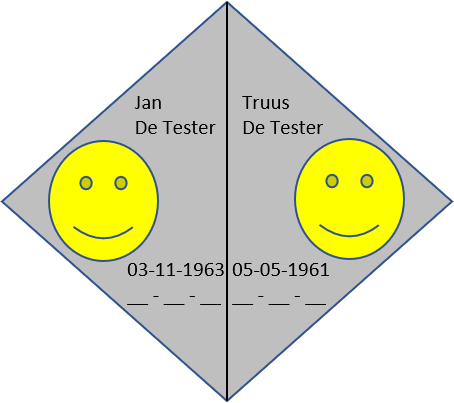 Jan
De Tester
03-11-1963
__ - __ - __
Truus
De Tester
05-05-1961
__ - __ - __